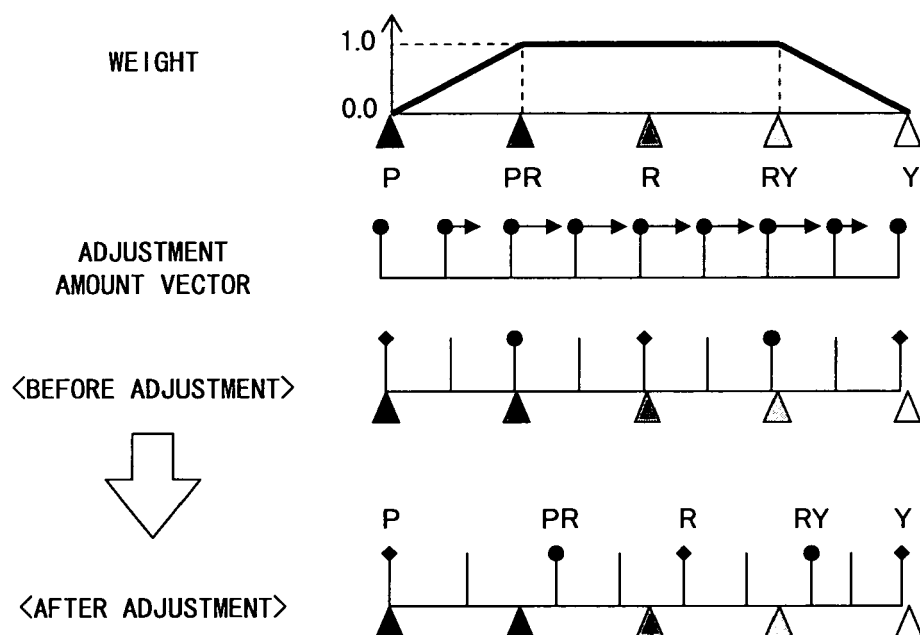 WEIGHT
1.0
0.0
P PR R RY Y
ADJUSTMENT
AMOUNT VECTOR
<BEFORE ADJUSTMENT>
P PR R RY Y
<AFTER ADJUSTMENT>